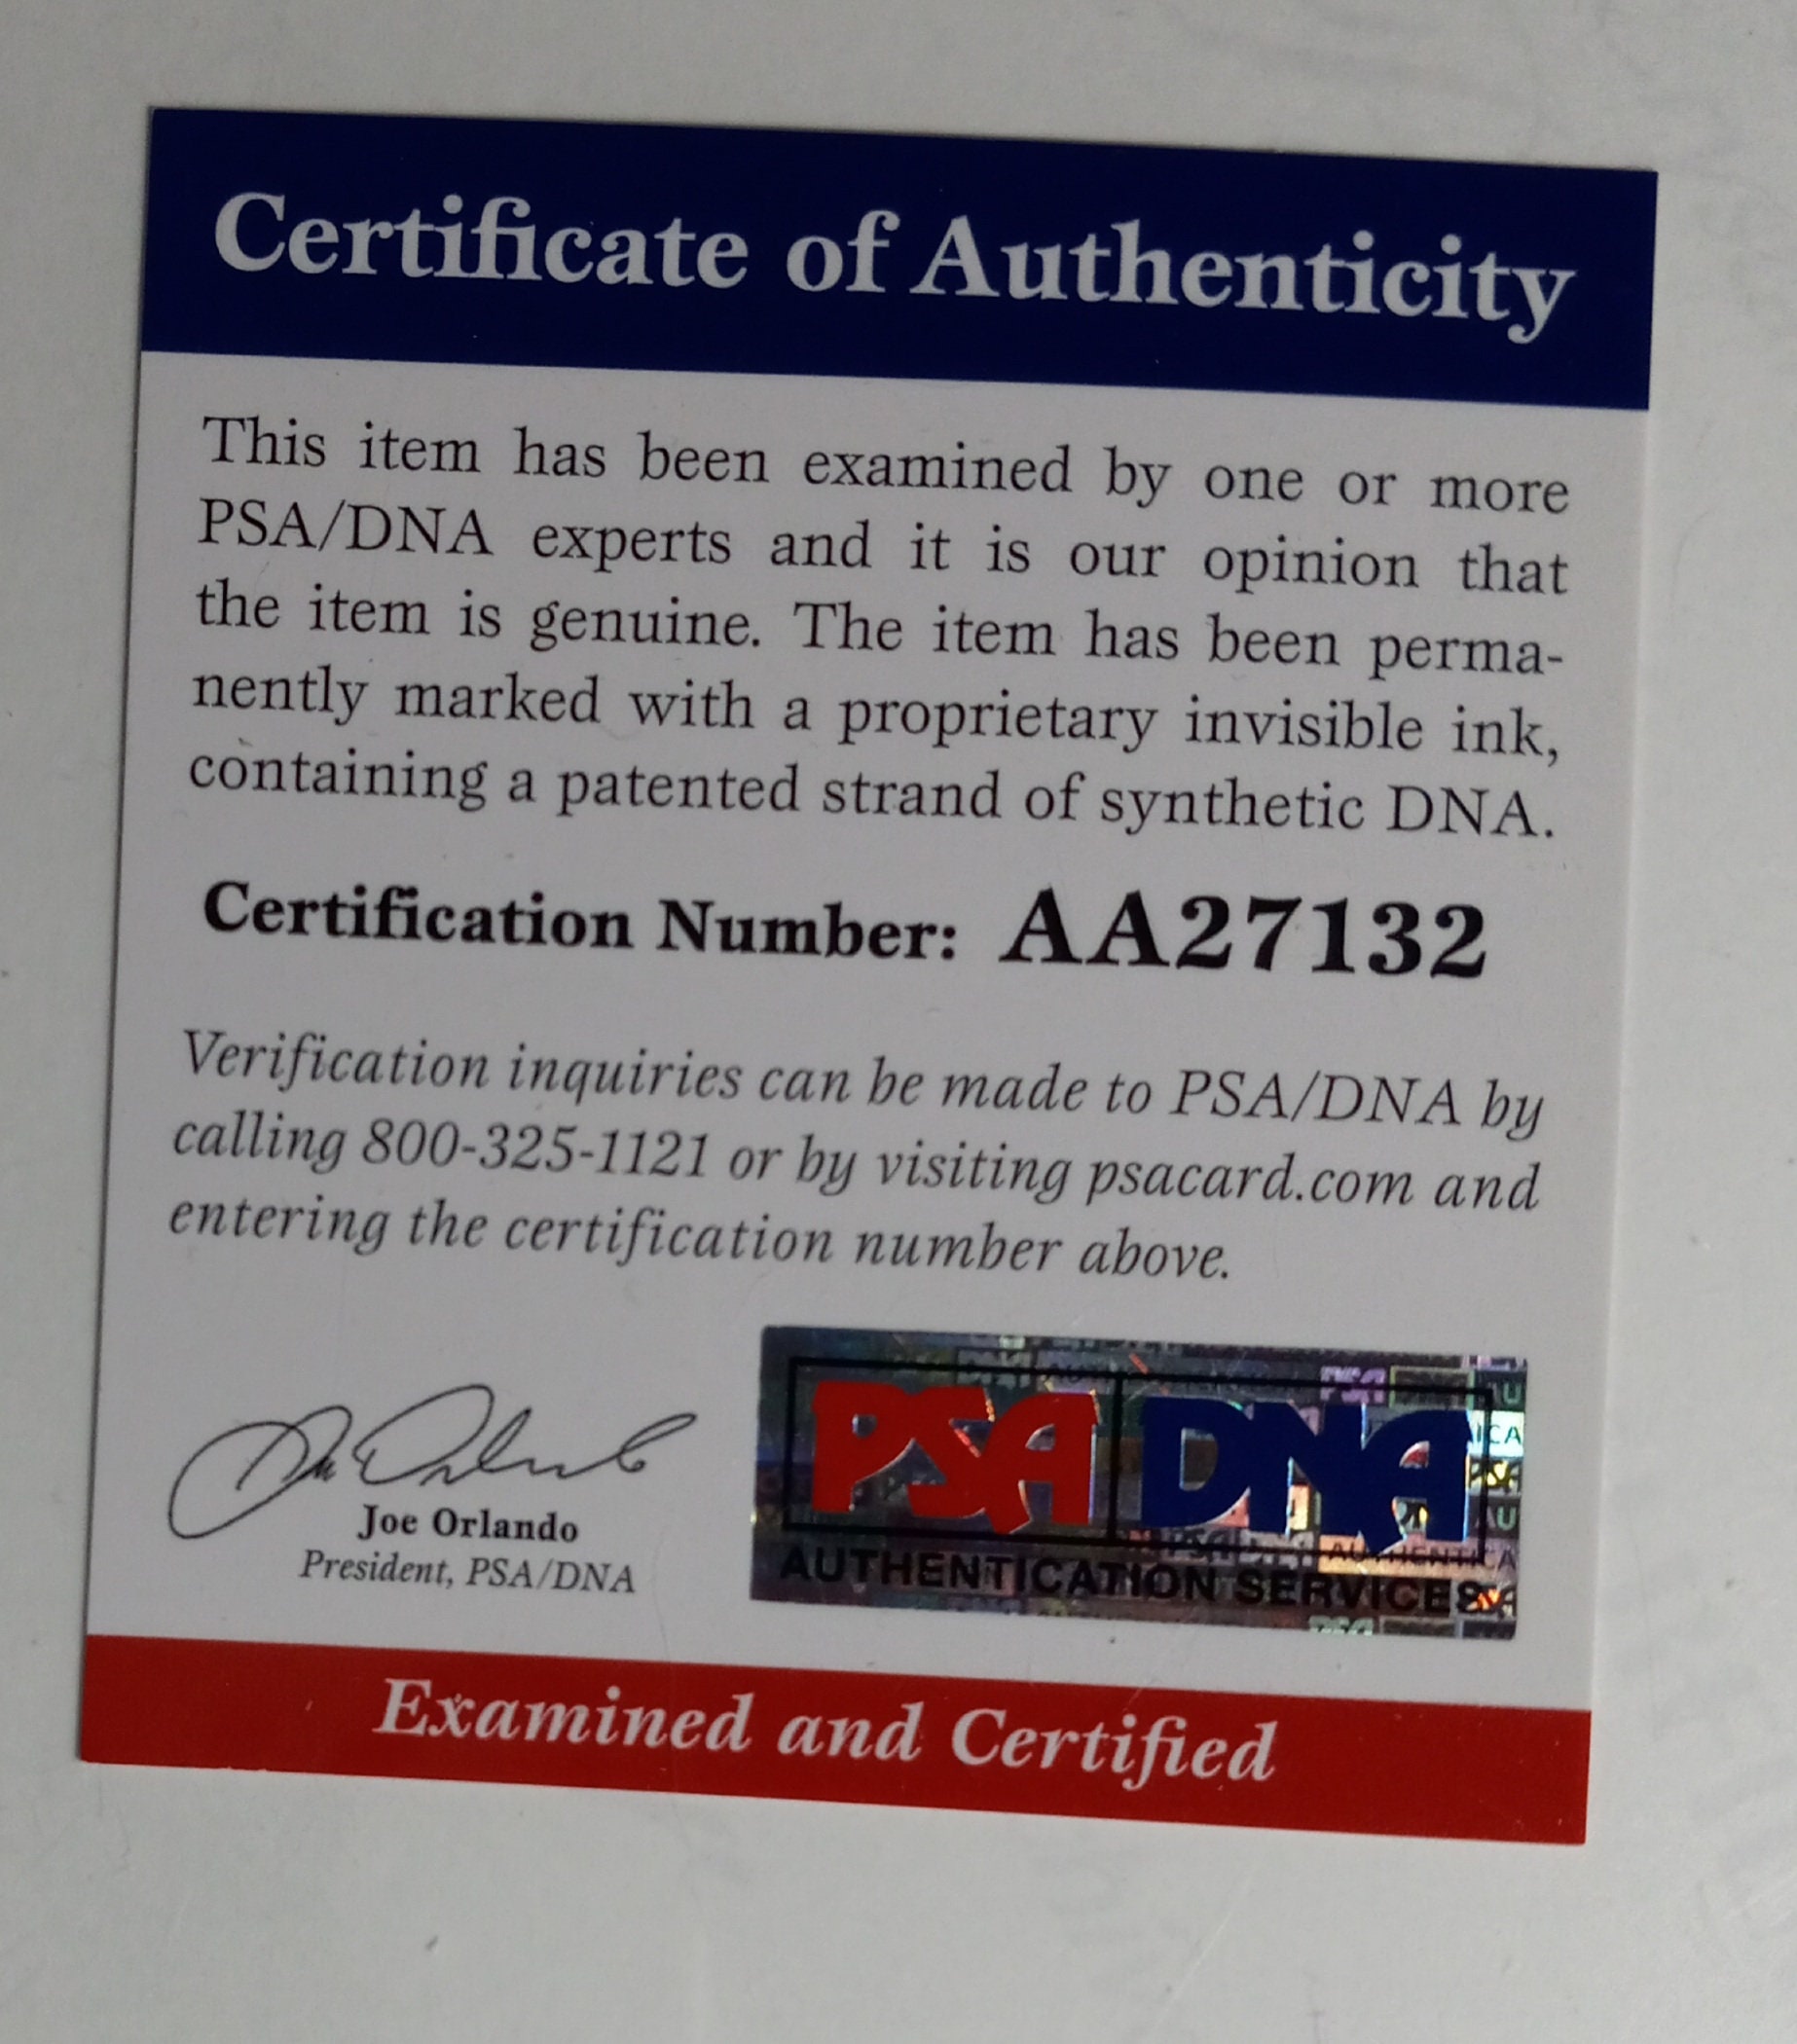 Certificate of Authenticity
This item has been examined by one or more
PSA/DNA experts and it is our opinion that
the item is genuine. The item has been perma-
nently marked with a proprietary invisible ink,
containing a patented strand of synthetic DNA.
Certification Number: AA27132
Verification inquiries can be made to PSA/DNA by
calling 800-325-1121 or by visiting psacard.com and
entering the certification number above.
Joe Orlando
President, PSA/DNA
PSA DNA
AUTHENTICATION SERVICES
Examined and Certified